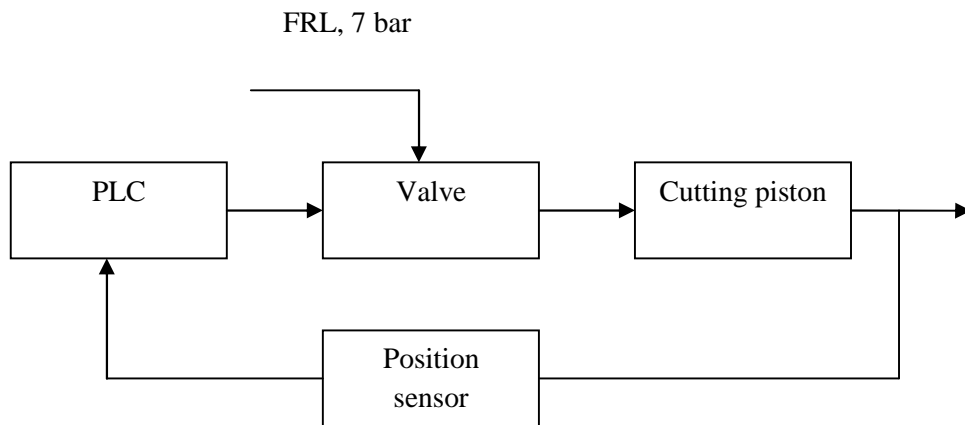 FRL, 7 bar
PLC
Valve
Cutting piston
Position
sensor